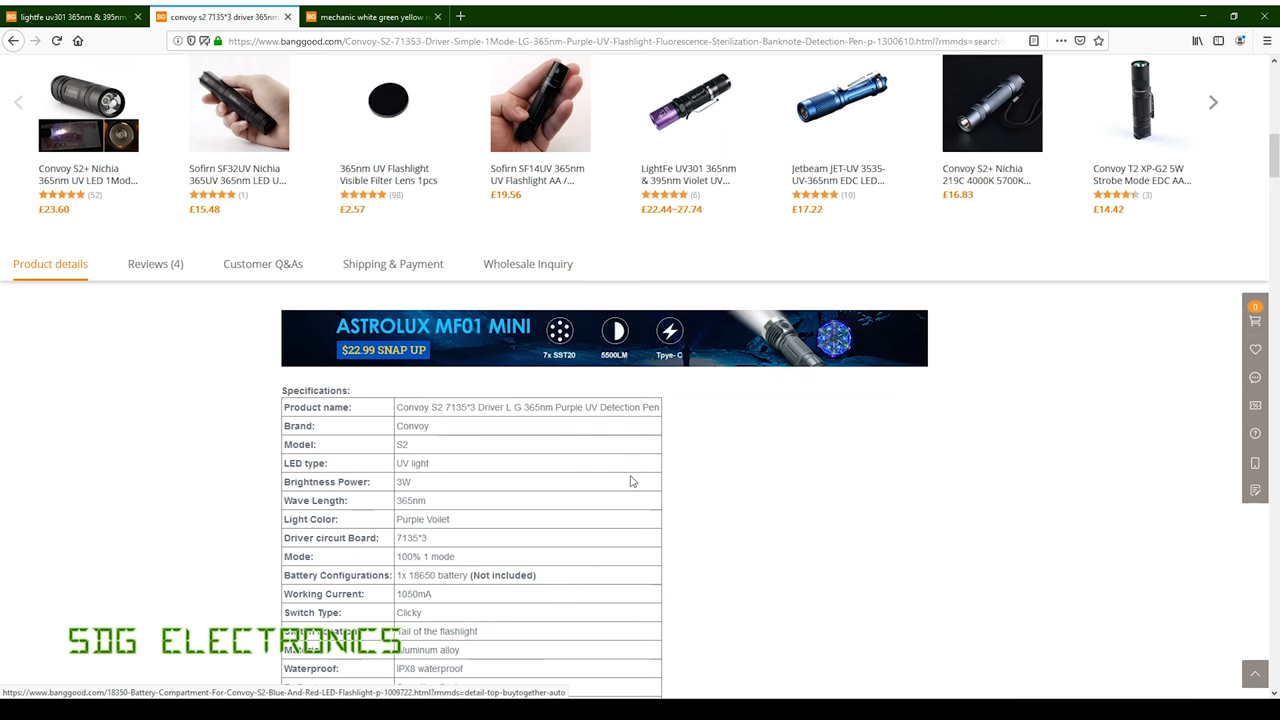 lightfe uv301 365nm & 395nm
convoy s2 7135*3 driver 365nm
mechanic white green yellow r
https://www.banggood.com/Convoy-S2-71353-Driver-Simple-1Mode-LG-365nm-Purple-UV-Flashlight-Fluorescence-Sterilization-Banknote-Detection-Pen-p-1300610.html?rmmds=search
Convoy S2+ Nichia 365nm UV LED 1Mod...
(52)
£23.60
Sofirn SF32UV Nichia 365UV 365nm LED U...
(1)
£15.48
365nm UV Flashlight Visible Filter Lens 1pcs
(98)
£2.57
Sofirn SF14UV 365nm UV Flashlight AA /...
£19.56
LightFe UV301 365nm & 395nm Violet UV...
(6)
£22.44~27.74
Jetbeam JET-UV 3535-UV-365nm EDC LED...
(10)
£17.22
Convoy S2+ Nichia 219C 4000K 5700K...
£16.83
Convoy T2 XP-G2 5W Strobe Mode EDC AA...
(3)
£14.42
Product details
Reviews (4)
Customer Q&As
Shipping & Payment
Wholesale Inquiry
ASTROLUX MF01 MINI
$22.99 SNAP UP
7x SST20
5500LM
Tpye- C
0
Specifications:
Product name: Convoy S2 7135*3 Driver L G 365nm Purple UV Detection Pen
Brand: Convoy
Model: S2
LED type: UV light
Brightness Power: 3W
Wave Length: 365nm
Light Color: Purple Voilet
Driver circuit Board: 7135*3
Mode: 100% 1 mode
Battery Configurations: 1x 18650 battery (Not included)
Working Current: 1050mA
Switch Type: Clicky
Tail of the flashlight
Aluminum alloy
Waterproof: IPX8 waterproof
SDG ELECTRONICS
https://www.banggood.com/18350-Battery-Compartment-For-Convoy-S2-Blue-And-Red-LED-Flashlight-p-1009722.html?rmmds=detail-top-buytogether-auto